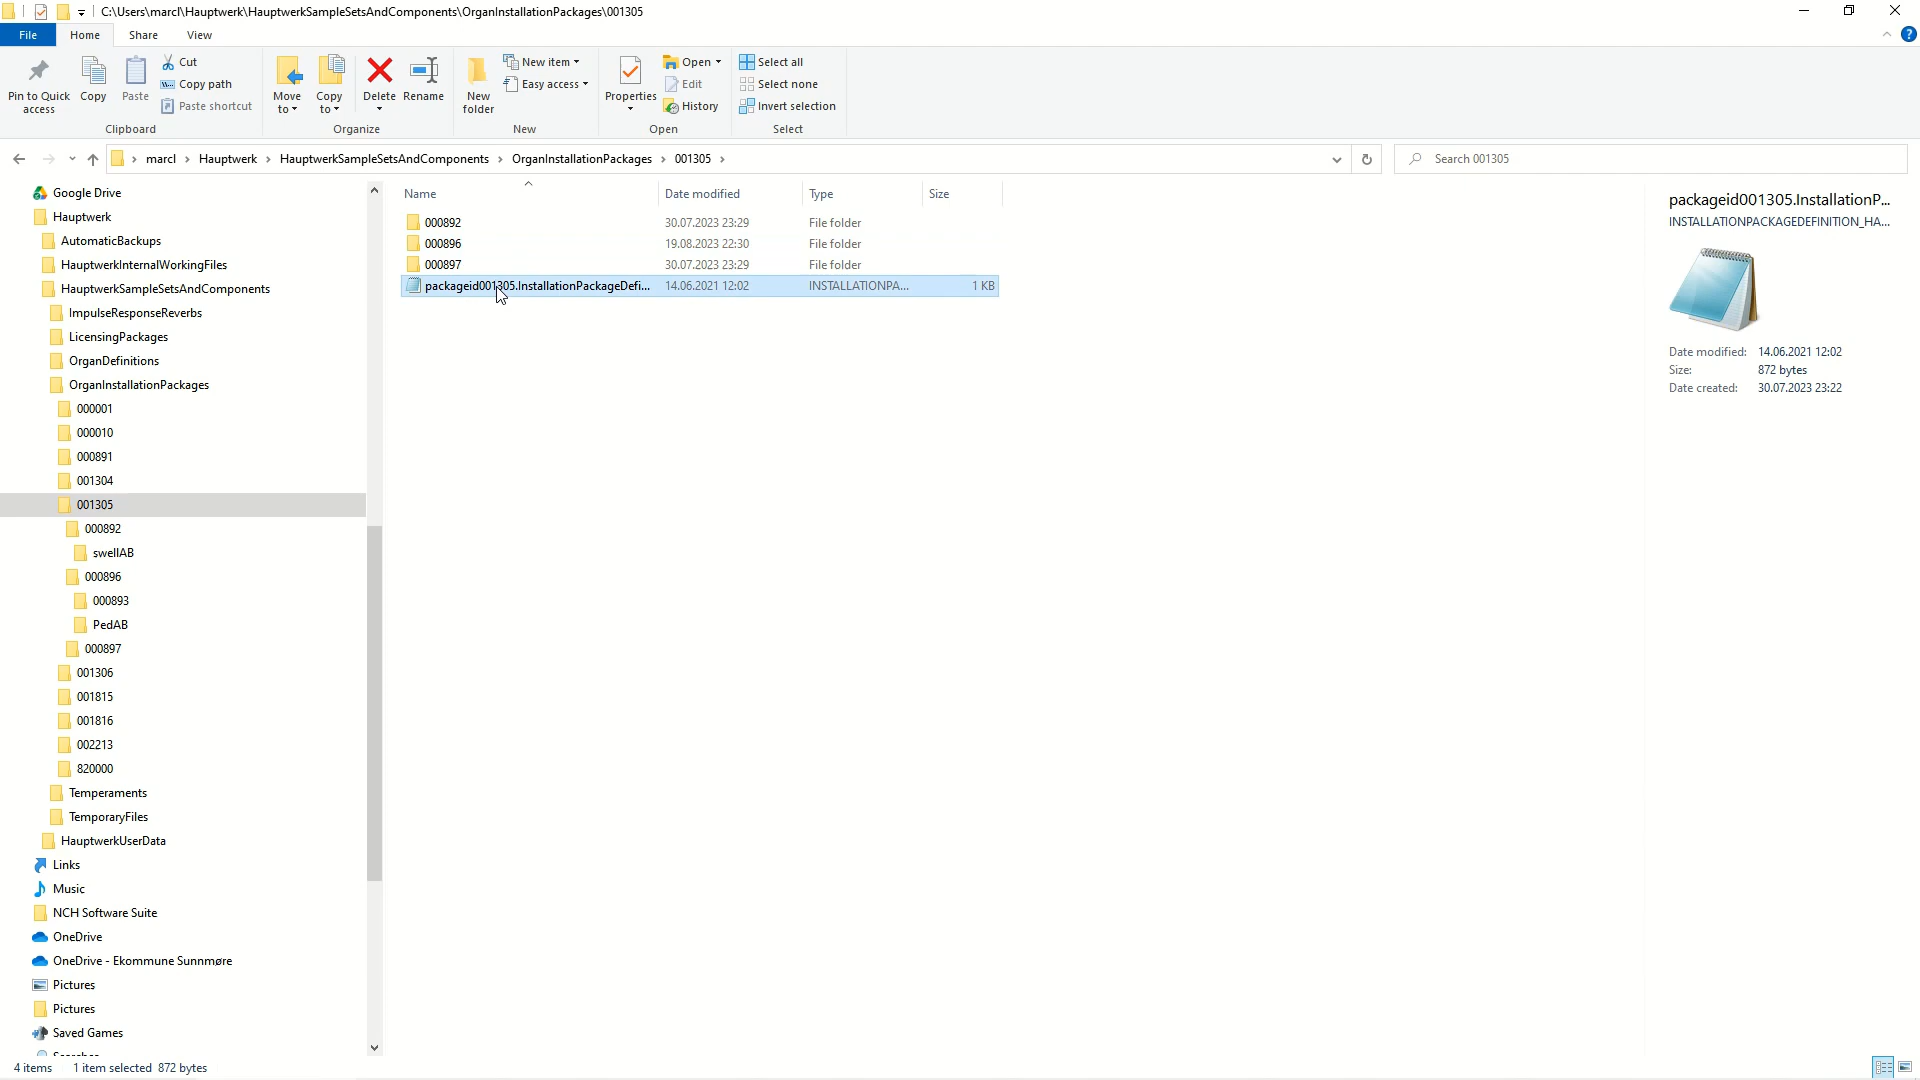 C:\Users\marcl\Hauptwerk\HauptwerkSampleSetsAndComponents\OrganInstallationPackages\001305
File Home Share View
Pin to Quick access
Copy
Paste
Cut
Copy path
Paste shortcut
Clipboard
Move to
Copy to
Delete
Rename
Organize
New folder
New item
Easy access
New
Properties
Open
Edit
History
Open
Select all
Select none
Invert selection
Select
marcl › Hauptwerk › HauptwerkSampleSetsAndComponents › OrganInstallationPackages › 001305 ›
Search 001305
Google Drive
Hauptwerk
AutomaticBackups
HauptwerkInternalWorkingFiles
HauptwerkSampleSetsAndComponents
ImpulseResponseReverbs
LicensingPackages
OrganDefinitions
OrganInstallationPackages
000001
000010
000891
001304
001305
000892
swellAB
000896
000893
PedAB
000897
001306
001815
001816
002213
820000
Temperaments
TemporaryFiles
HauptwerkUserData
Links
Music
NCH Software Suite
OneDrive
OneDrive - Ekommune Sunnmøre
Pictures
Pictures
Saved Games
Name Date modified Type Size
000892 30.07.2023 23:29 File folder
000896 19.08.2023 22:30 File folder
000897 30.07.2023 23:29 File folder
packageid001305.InstallationPackageDefi... 14.06.2021 12:02 INSTALLATIONPA... 1 KB
packageid001305.InstallationP...
INSTALLATIONPACKAGEDEFINITION_HA...
Date modified: 14.06.2021 12:02
Size: 872 bytes
Date created: 30.07.2023 23:22
4 items 1 item selected 872 bytes